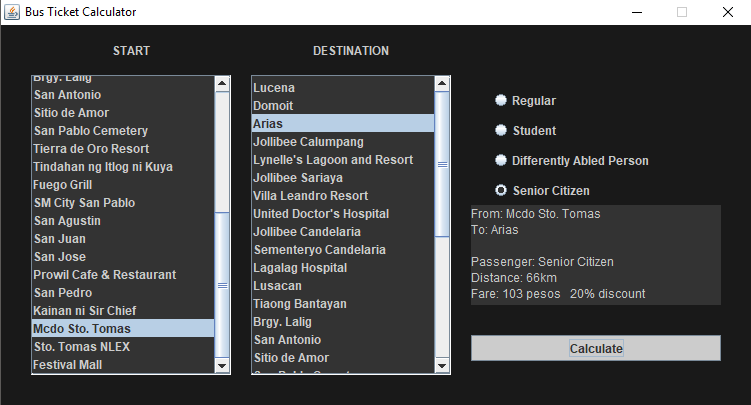 Bus Ticket Calculator
START
Brgy. Lalig
San Antonio
Sitio de Amor
San Pablo Cemetery
Tierra de Oro Resort
Tindahan ng Itlog ni Kuya
Fuego Grill
SM City San Pablo
San Agustin
San Juan
San Jose
Prowil Cafe & Restaurant
San Pedro
Kainan ni Sir Chief
Mcdo Sto. Tomas
Sto. Tomas NLEX
Festival Mall
DESTINATION
Lucena
Domoit
Arias
Jollibee Calumpang
Lynelle's Lagoon and Resort
Jollibee Sariaya
Villa Leandro Resort
United Doctor's Hospital
Jollibee Candelaria
Sementeryo Candelaria
Lagalag Hospital
Lusacan
Tiaong Bantayan
Brgy. Lalig
San Antonio
Sitio de Amor
Regular
Student
Differently Abled Person
Senior Citizen
From: Mcdo Sto. Tomas
To: Arias
Passenger: Senior Citizen
Distance: 66km
Fare: 103 pesos 20% discount
Calculate